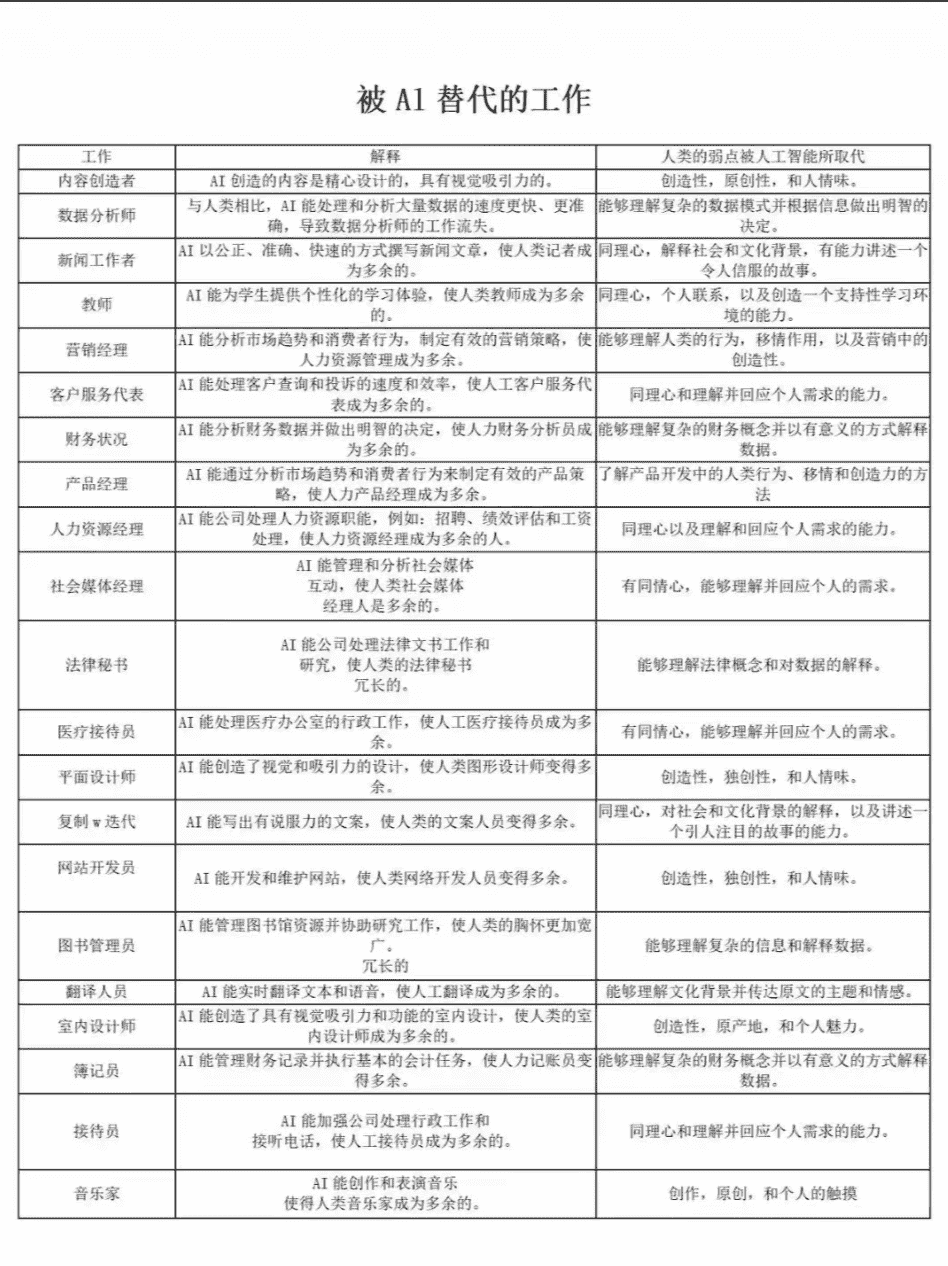 被 Al 替代的工作
工作 解释 人类的弱点被人工智能所取代
内容创造者 AI 创造的内容是精心设计的，具有视觉吸引力的。 创造性，原创性，和人情味。
数据分析师 与人类相比，AI 能处理和分析大量数据的速度更快、更准
确，导致数据分析师的工作流失。 能够理解复杂的数据模式并根据信息做出明智的
决定。
新闻工作者 AI 以公正、准确、快速的方式撰写新闻文章，使人类记者成
为多余的。 同理心，解释社会和文化背景，有能力讲述一个
令人信服的故事。
教师 AI 能为学生提供个性化的学习体验，使人类教师成为多余
的。 同理心，个人联系，以及创造一个支持性学习环
境的能力。
营销经理 AI 能分析市场趋势和消费者行为，制定有效的营销策略，使
人力资源管理成为多余。 能够理解人类的行为，移情作用，以及营销中的
创造性。
客户服务代表 AI 能处理客户查询和投诉的速度和效率，使人工客户服务代
表成为多余的。 同理心和理解并回应个人需求的能力。
财务状况 AI 能分析财务数据并做出明智的决定，使人力财务分析员成
为多余的。 能够理解复杂的财务概念并以有意义的方式解释
数据。
产品经理 AI 能通过分析市场趋势和消费者行为来制定有效的产品策
略，使人力产品经理成为多余。 了解产品开发中的人类行为、移情和创造力的方
法
人力资源经理 AI 能公司处理人力资源职能，例如：招聘、绩效评估和工资
处理，使人力资源经理成为多余的人。 同理心以及理解和回应个人需求的能力。
社会媒体经理 AI 能管理和分析社会媒体
互动，使人类社会媒体
经理人是多余的。 有同情心，能够理解并回应个人的需求。
法律秘书 AI 能公司处理法律文书工作和
研究，使人类的法律秘书
冗长的。 能够理解法律概念和对数据的解释。
医疗接待员 AI 能处理医疗办公室的行政工作，使人工医疗接待员成为多
余。 有同情心，能够理解并回应个人的需求。
平面设计师 AI 能创造了视觉和吸引力的设计，使人类图形设计师变得多
余。 创造性，独创性，和人情味。
复制 w 迭代 AI 能写出有说服力的文案，使人类的文案人员变得多余。 同理心，对社会和文化背景的解释，以及讲述一
个引人注目的故事的能力。
网站开发员 AI 能开发和维护网站，使人类网络开发人员变得多余。 创造性，独创性，和人情味。
图书管理员 AI 能管理图书馆资源并协助研究工作，使人类的胸怀更加宽
广。
冗长的 能够理解复杂的信息和解释数据。
翻译人员 AI 能实时翻译文本和语音，使人工翻译成为多余的。 能够理解文化背景并传达原文的主题和情感。
室内设计师 AI 能创造了具有视觉吸引力和功能的室内设计，使人类的室
内设计师成为多余的。 创造性，原产地，和个人魅力。
簿记员 AI 能管理财务记录并执行基本的会计任务，使人力记账员变
得多余。 能够理解复杂的财务概念并以有意义的方式解释
数据。
接待员 AI 能加强公司处理行政工作和
接听电话，使人工接待员成为多余的。 同理心和理解并回应个人需求的能力。
音乐家 AI 能创作和表演音乐
使得人类音乐家成为多余的。 创作，原创，和个人的触摸